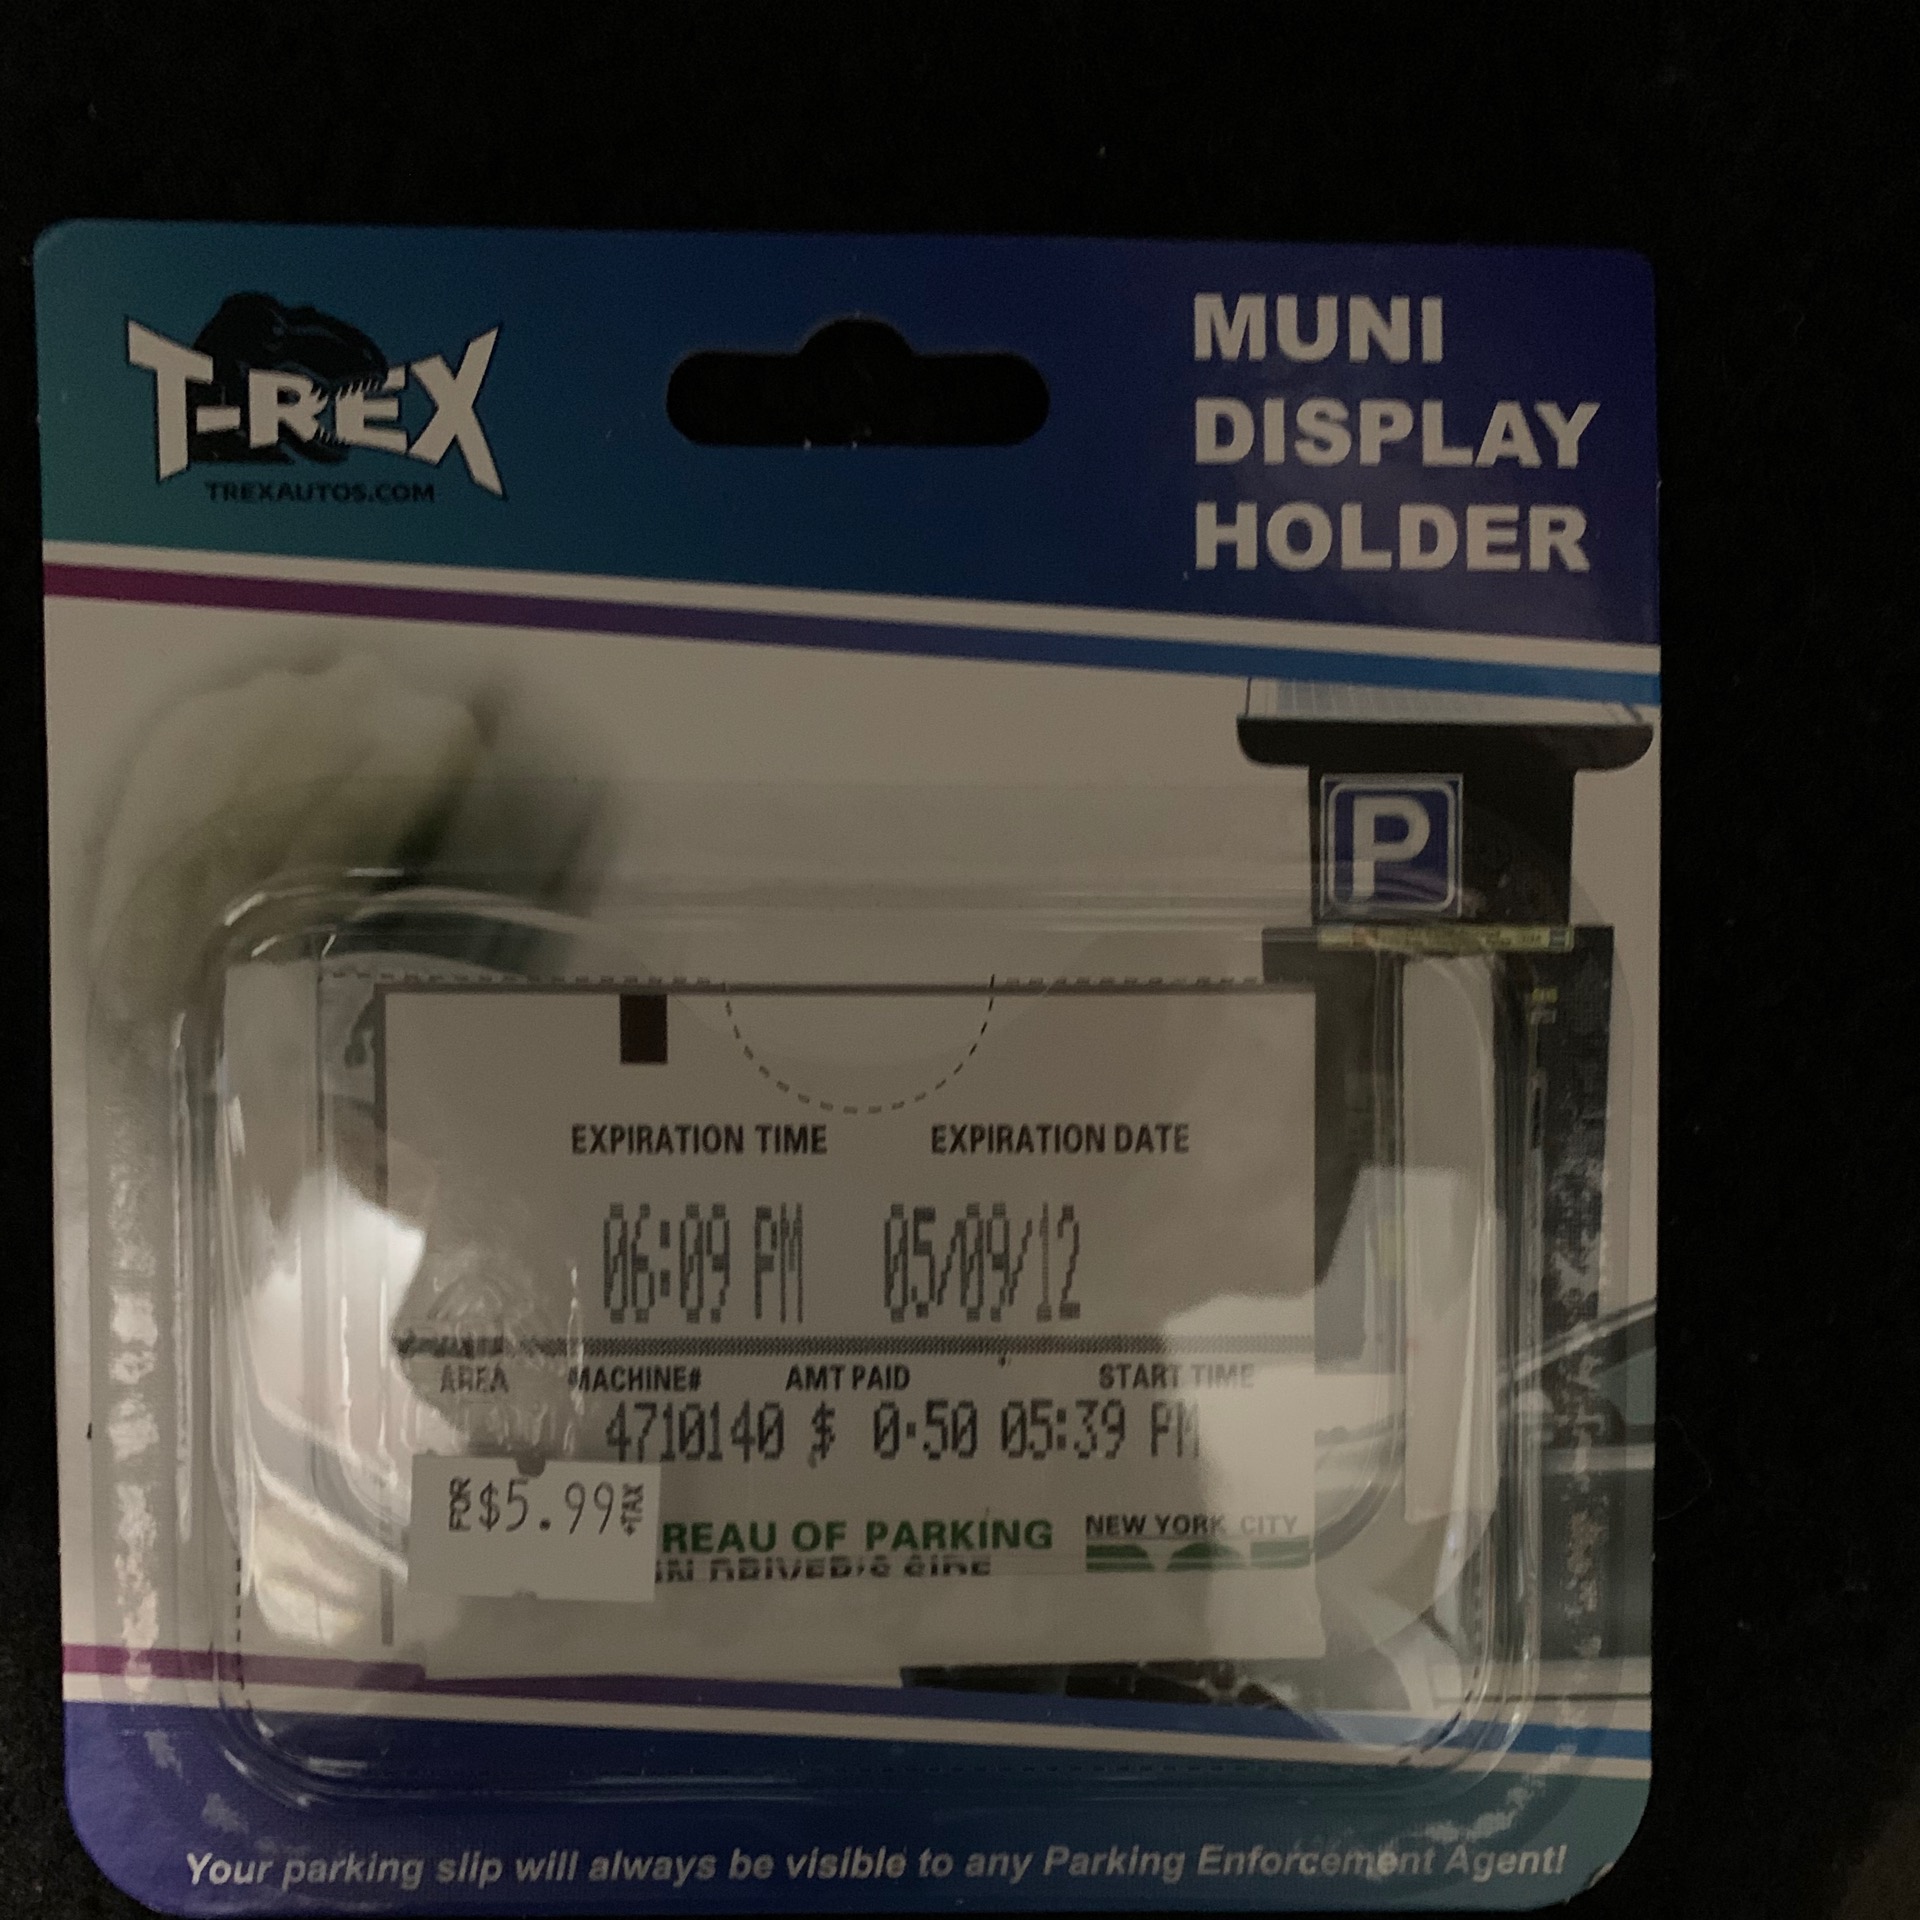 T-REX
TREXAUTOS.COM
MUNI
DISPLAY
HOLDER
P
EXPIRATION TIME EXPIRATION DATE
06:09 PM 05/09/12
AREA MACHINE# AMT PAID START TIME
4710140 $ 0.50 05:39 PM
$5.99 +TAX
REAU OF PARKING NEW YORK CITY
Your parking slip will always be visible to any Parking Enforcement Agent!